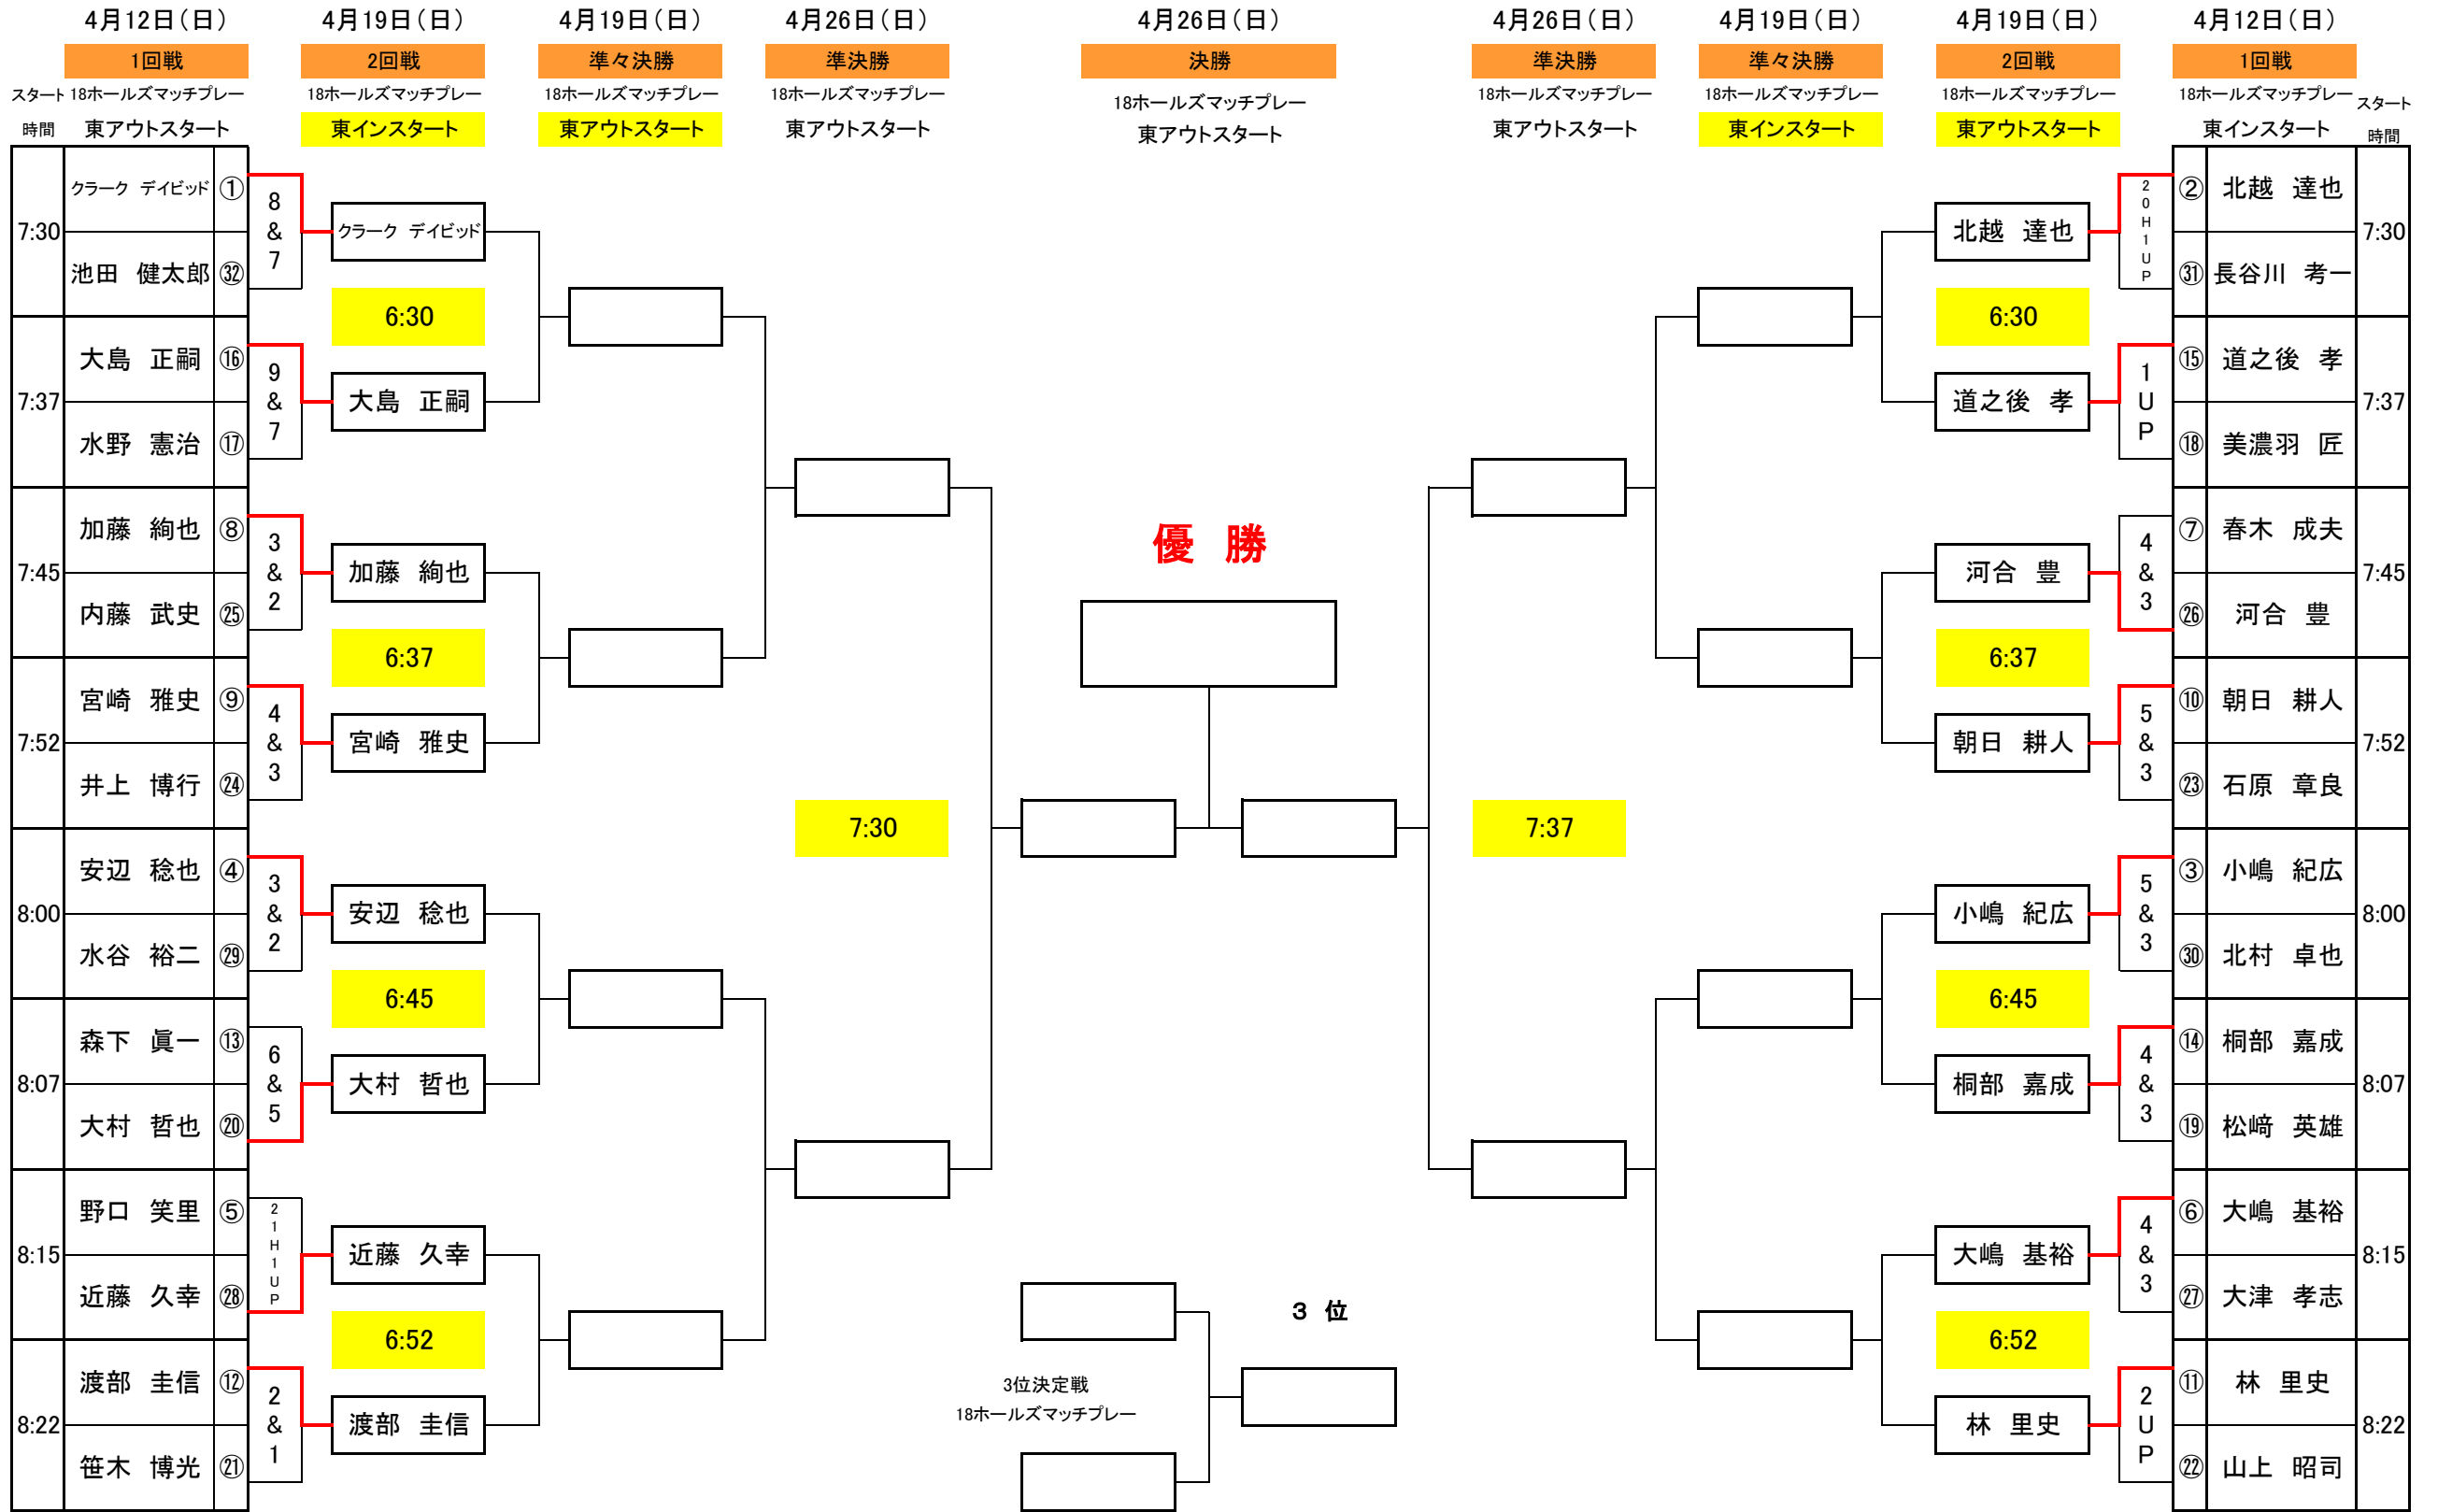 4月12日（日）
4月19日（日）
4月19日（日）
4月26日（日）
4月26日（日）
4月26日（日）
4月19日（日）
4月19日（日）
4月12日（日）
1回戦
2回戦
準々決勝
準決勝
決勝
準決勝
準々決勝
2回戦
1回戦
スタート
時間
18ホールズマッチプレー
18ホールズマッチプレー
18ホールズマッチプレー
18ホールズマッチプレー
18ホールズマッチプレー
18ホールズマッチプレー
18ホールズマッチプレー
18ホールズマッチプレー
18ホールズマッチプレー
スタート
時間
東アウトスタート
東インスタート
東アウトスタート
東アウトスタート
東アウトスタート
東アウトスタート
東インスタート
東アウトスタート
東インスタート
7:30
クラーク デイビッド ①
池田 健太郎 ㉜
8&7
7:37
大島 正嗣 ⑯
水野 憲治 ⑰
9&7
7:45
加藤 絢也 ⑧
内藤 武史 ㉕
3&2
7:52
宮崎 雅史 ⑨
井上 博行 ㉔
4&3
8:00
安辺 稔也 ④
水谷 裕二 ㉙
3&2
8:07
森下 眞一 ⑬
大村 哲也 ⑳
6&5
8:15
野口 笑里 ⑤
近藤 久幸 ㉘
21H1UP
8:22
渡部 圭信 ⑫
笹木 博光 ㉑
2&1
クラーク デイビッド
6:30
大島 正嗣
加藤 絢也
6:37
宮崎 雅史
安辺 稔也
6:45
大村 哲也
近藤 久幸
6:52
渡部 圭信
7:30
優 勝
3 位
3位決定戦
18ホールズマッチプレー
7:37
北越 達也
6:30
道之後 孝
河合 豊
6:37
朝日 耕人
小嶋 紀広
6:45
桐部 嘉成
大嶋 基裕
6:52
林 里史
20H1UP
② 北越 達也
㉛ 長谷川 考一
7:30
1UP
⑮ 道之後 孝
⑱ 美濃羽 匠
7:37
4&3
⑦ 春木 成夫
㉖ 河合 豊
7:45
5&3
⑩ 朝日 耕人
㉓ 石原 章良
7:52
5&3
③ 小嶋 紀広
㉚ 北村 卓也
8:00
4&3
⑭ 桐部 嘉成
⑲ 松﨑 英雄
8:07
4&3
⑥ 大嶋 基裕
㉗ 大津 孝志
8:15
2UP
⑪ 林 里史
㉒ 山上 昭司
8:22